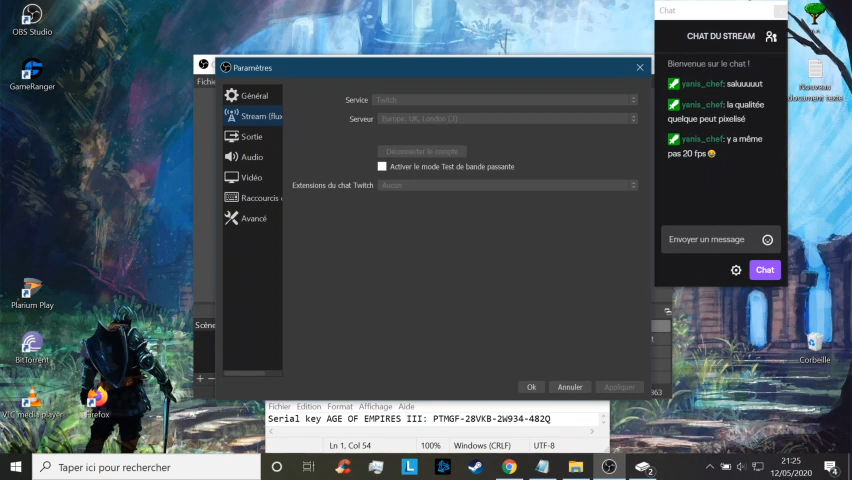 OBS Studio
GameRanger
Plarium Play
BitTorrent
VLC media player
Firefox
Fichie
Scène
Paramètres
Général
Stream (flux
Sortie
Audio
Vidéo
Raccourcis
Avancé
Service
Twitch
Serveur
Europe: UK, London (3)
Déconnecter le compte
Activer le mode Test de bande passante
Extensions du chat Twitch
Aucun
Ok
Annuler
Appliquer
Chat
CHAT DU STREAM
Bienvenue sur le chat !
yanis_chef: saluuuuut
yanis_chef: la qualitée
quelque peut pixelisé
yanis_chef: y a même
pas 20 fps
Envoyer un message
Chat
Nouveau
document texte
Corbeille
Fichier Edition Format Affichage Aide
Serial key AGE OF EMPIRES III: PTMGF-28VKB-2W934-482Q
Ln 1, Col 54
100%
Windows (CRLF)
UTF-8
Taper ici pour rechercher
2
21:25
12/05/2020
4